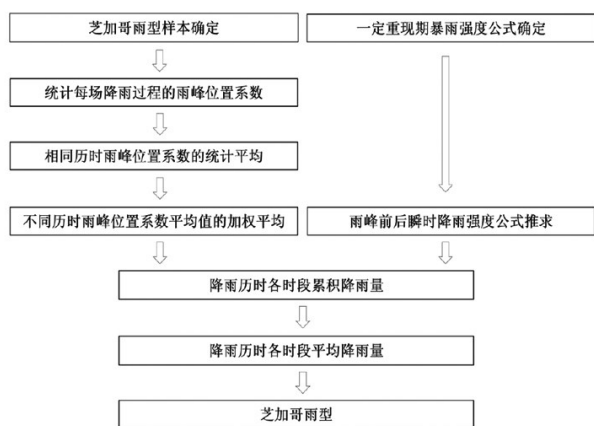 芝加哥雨型样本确定
一定重现期暴雨强度公式确定
统计每场降雨过程的雨峰位置系数
相同历时雨峰位置系数的统计平均
不同历时雨峰位置系数平均值的加权平均
雨峰前后瞬时降雨强度公式推求
降雨历时各时段累积降雨量
降雨历时各时段平均降雨量
芝加哥雨型